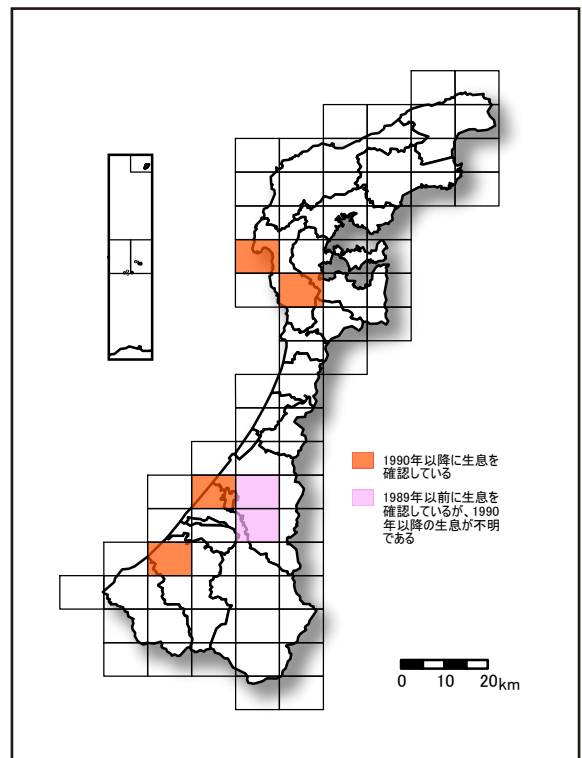 1990年以降に生息を
確認している
1989年以前に生息を
確認しているが、1990
年以降の生息が不明
である
0 10 20km